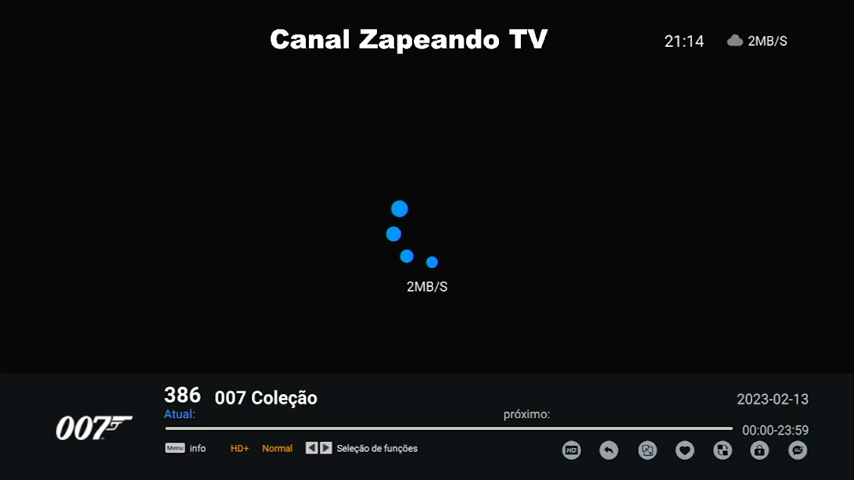 Canal Zapeando TV
21:14 2MB/S
2MB/S
386 007 Coleção
2023-02-13
Atual: próximo:
007
00:00-23:59
Menu info HD+ Normal Seleção de funções
HD